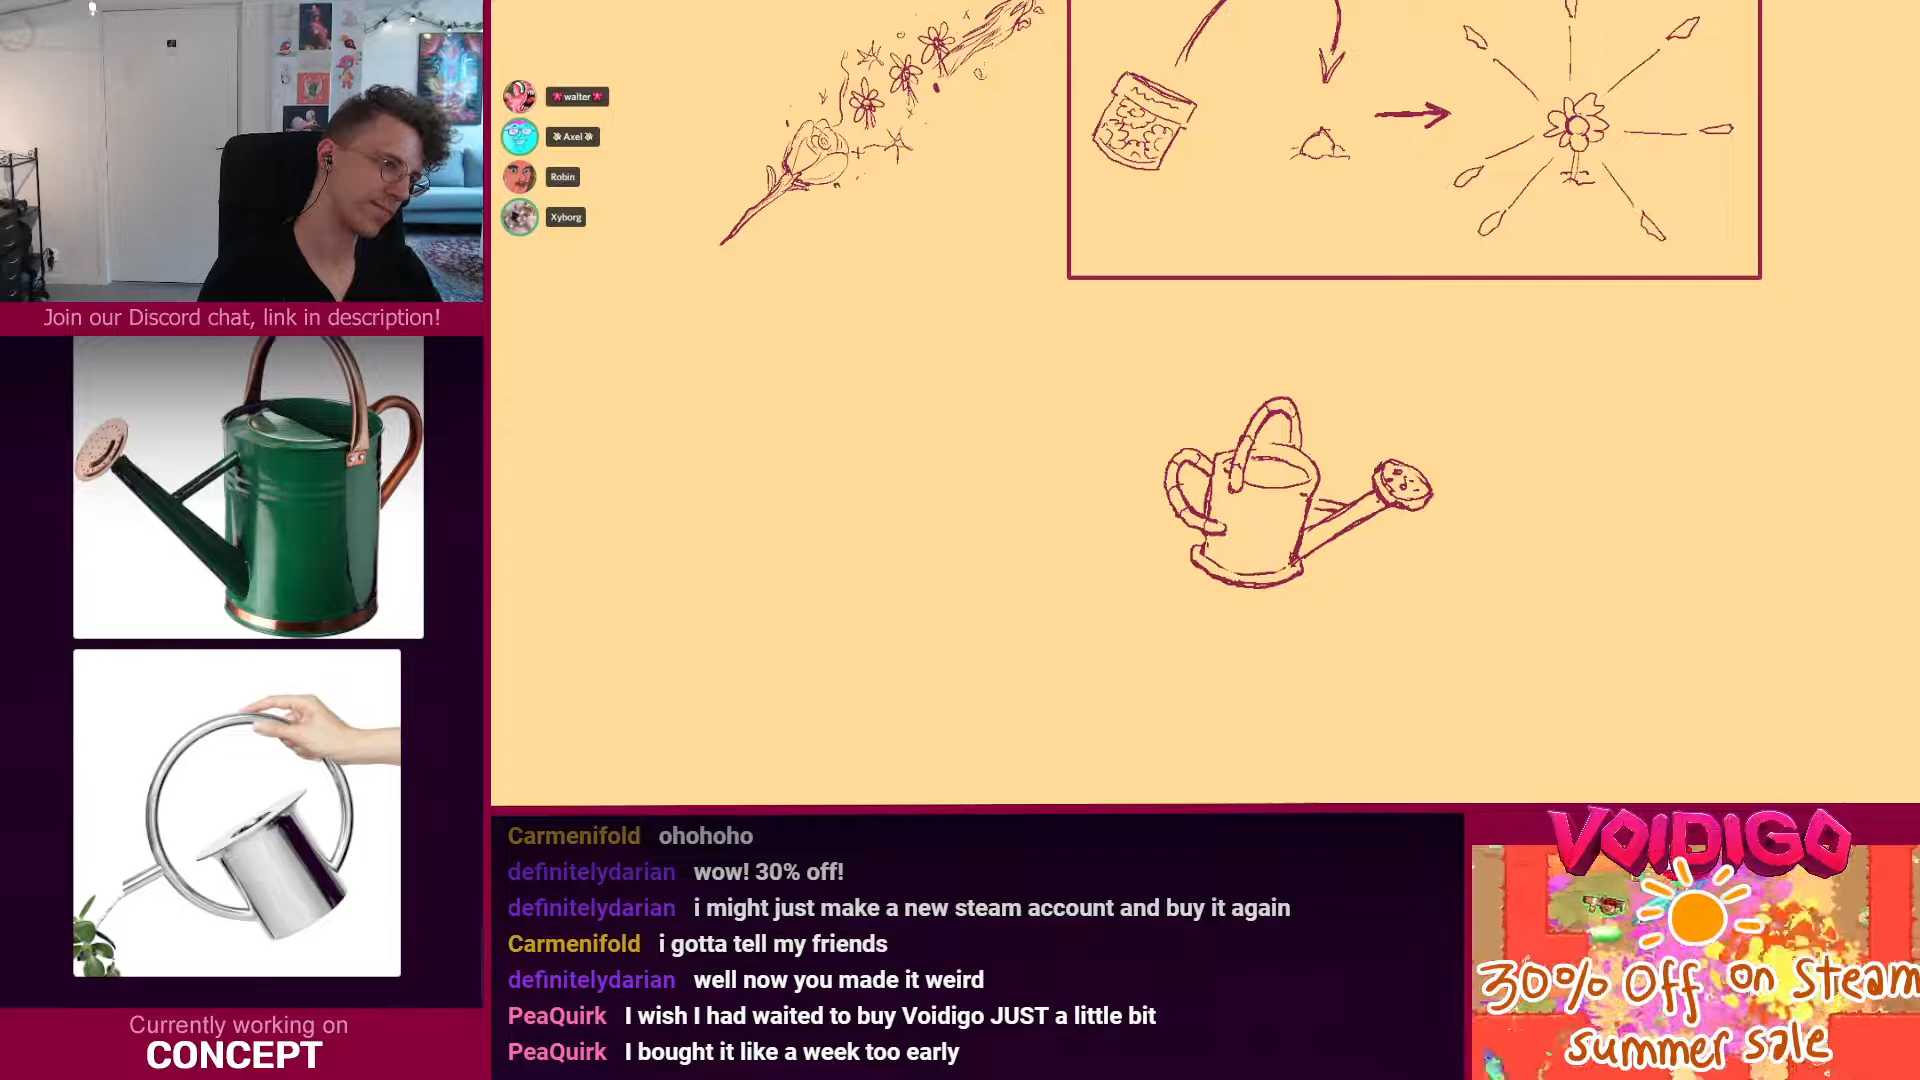 walter
Axel
Robin
Xyborg
Join our Discord chat, link in description!
Currently working on
CONCEPT
Carmenifold ohohoho
definitelydarian wow! 30% off!
definitelydarian i might just make a new steam account and buy it again
Carmenifold i gotta tell my friends
definitelydarian well now you made it weird
PeaQuirk I wish I had waited to buy Voidigo JUST a little bit
PeaQuirk I bought it like a week too early
VOIDIGO
30% off on Steam
summer sale